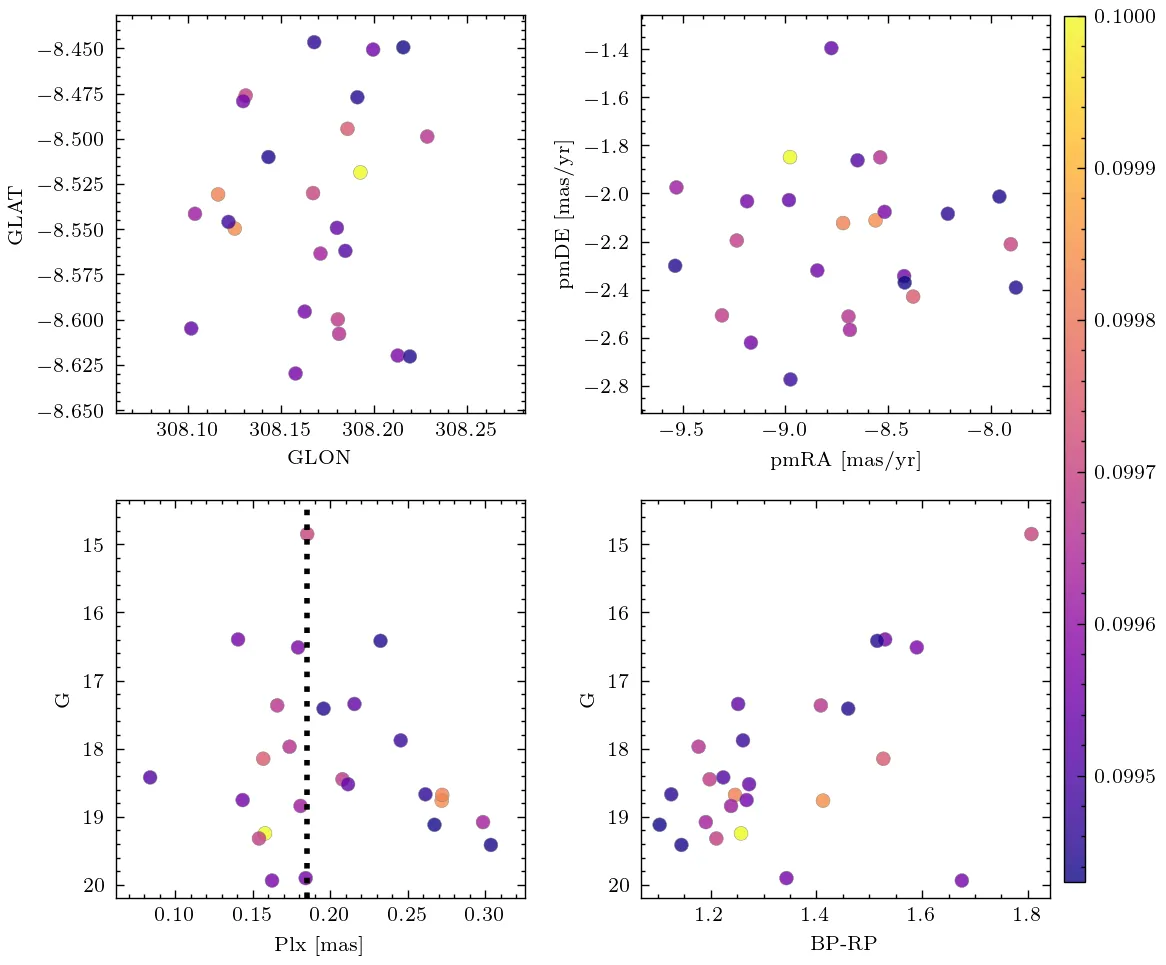 −8.450
−8.475
−8.500
−8.525
−8.550
−8.575
−8.600
−8.625
−8.650
GLAT
308.10 308.15 308.20 308.25
GLON
−1.4
−1.6
−1.8
−2.0
−2.2
−2.4
−2.6
−2.8
pmDE [mas/yr]
−9.5 −9.0 −8.5 −8.0
pmRA [mas/yr]
0.1000
0.0999
0.0998
0.0997
0.0996
0.0995
15
16
17
18
19
20
G
0.10 0.15 0.20 0.25 0.30
Plx [mas]
15
16
17
18
19
20
G
1.2 1.4 1.6 1.8
BP-RP